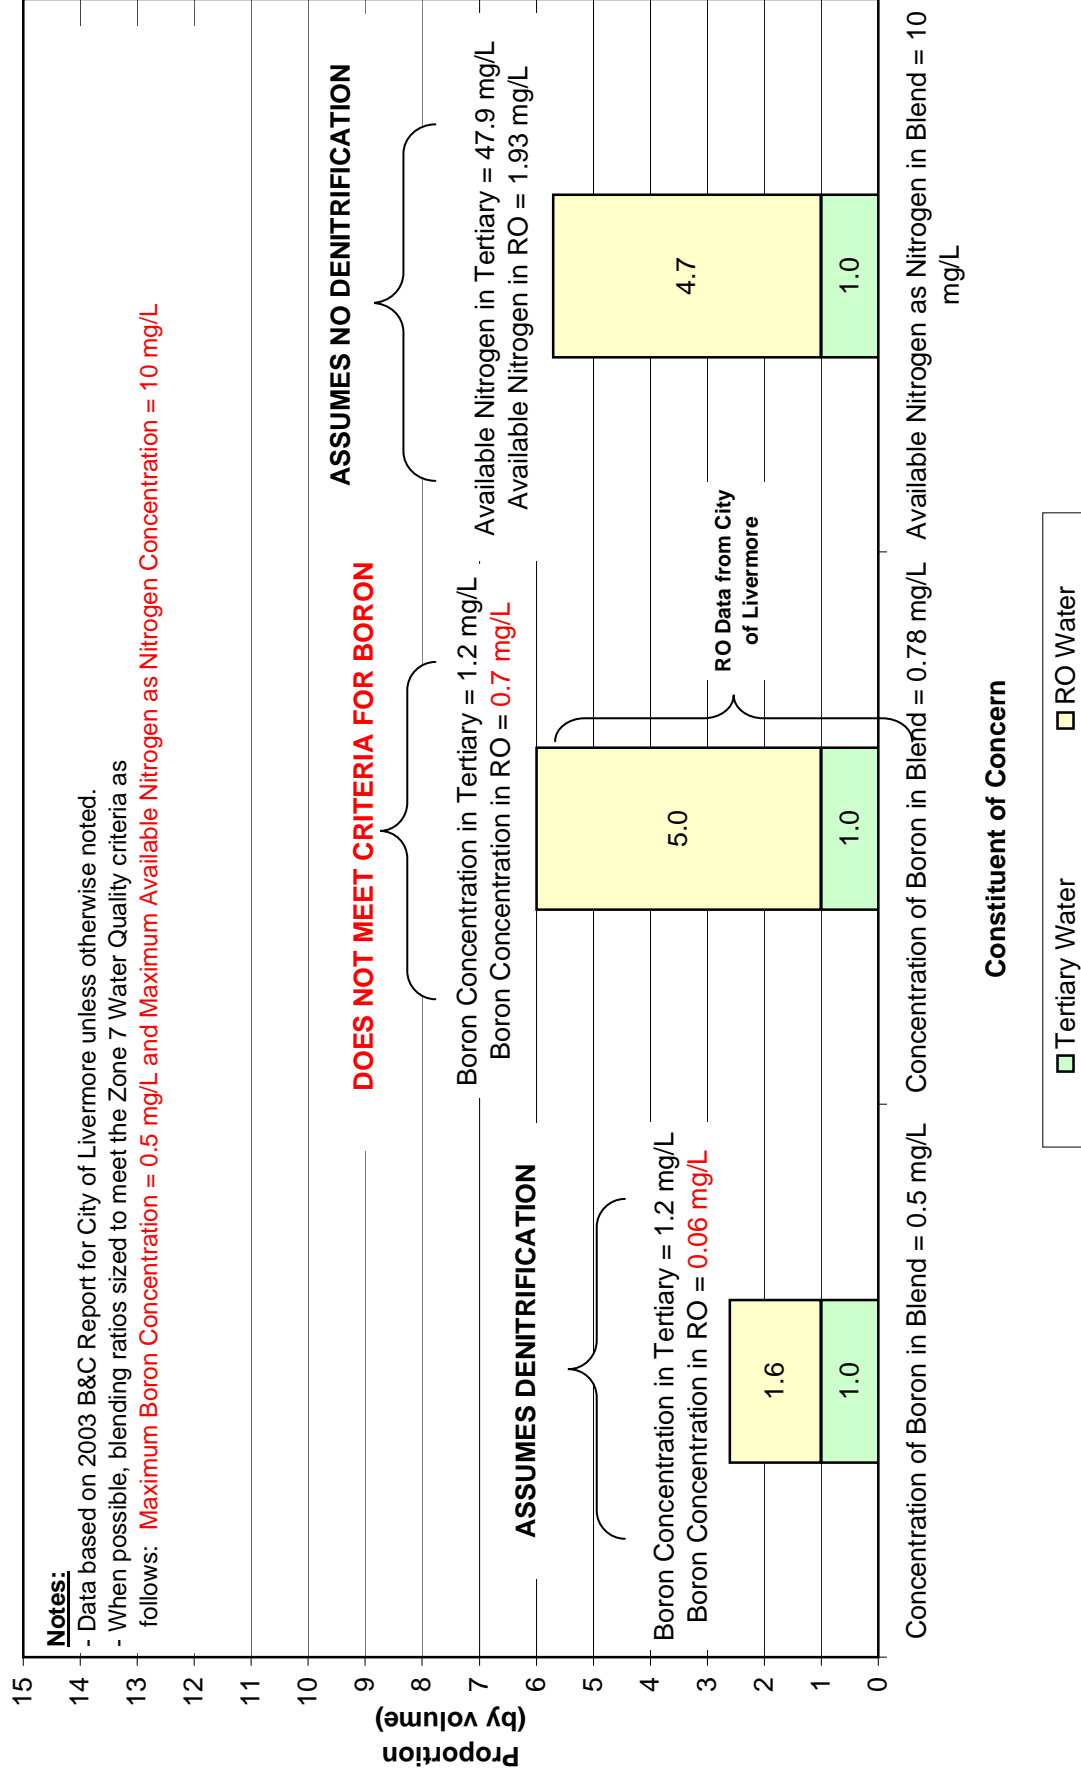 Notes:
- Data based on 2003 B&C Report for City of Livermore unless otherwise noted.
- When possible, blending ratios sized to meet the Zone 7 Water Quality criteria as
follows: Maximum Boron Concentration = 0.5 mg/L and Maximum Available Nitrogen as Nitrogen Concentration = 10 mg/L
15
14
13
12
11
10
9
8
7
6
5
4
3
2
1
0
Proportion
(by volume)
ASSUMES DENITRIFICATION
Boron Concentration in Tertiary = 1.2 mg/L
Boron Concentration in RO = 0.06 mg/L
1.6
1.0
Concentration of Boron in Blend = 0.5 mg/L
DOES NOT MEET CRITERIA FOR BORON
Boron Concentration in Tertiary = 1.2 mg/L
Boron Concentration in RO = 0.7 mg/L
5.0
1.0
RO Data from City
of Livermore
Concentration of Boron in Blend = 0.78 mg/L
ASSUMES NO DENITRIFICATION
Available Nitrogen in Tertiary = 47.9 mg/L
Available Nitrogen in RO = 1.93 mg/L
4.7
1.0
Available Nitrogen as Nitrogen in Blend = 10
mg/L
Constituent of Concern
Tertiary Water
RO Water